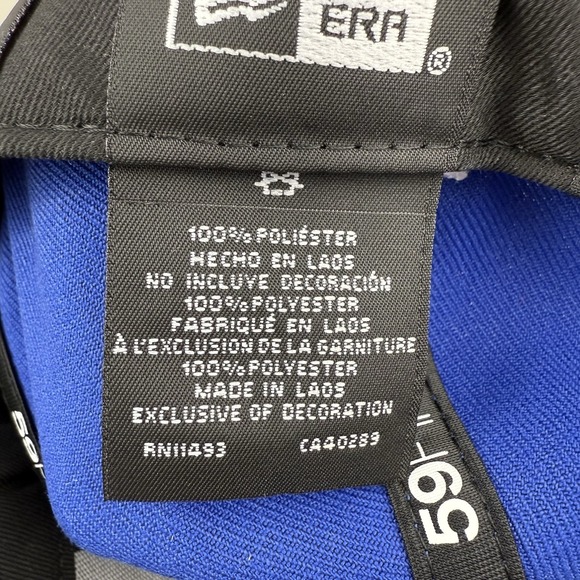 ERA
®
100% POLIÉSTER
HECHO EN LAOS
NO INCLUYE DECORACIÓN
100% POLYESTER
FABRIQUÉ EN LAOS
À L'EXCLUSION DE LA GARNITURE
100% POLYESTER
MADE IN LAOS
EXCLUSIVE OF DECORATION
RN11493 CA40289
59
59